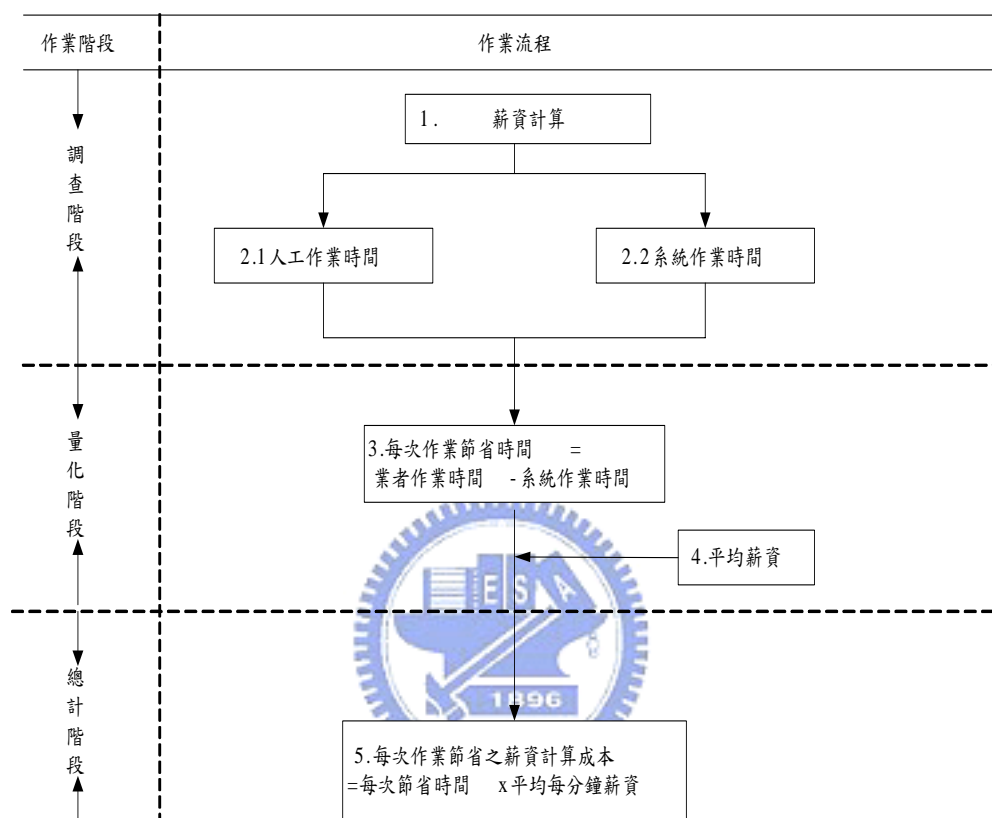 作業階段
作業流程
調查階段
1. 薪資計算
2.1人工作業時間
2.2系統作業時間
量化階段
3.每次作業節省時間 =
業者作業時間 -系統作業時間
4.平均薪資
E S A
1896
總計階段
5.每次作業節省之薪資計算成本
=每次節省時間 x平均每分鐘薪資